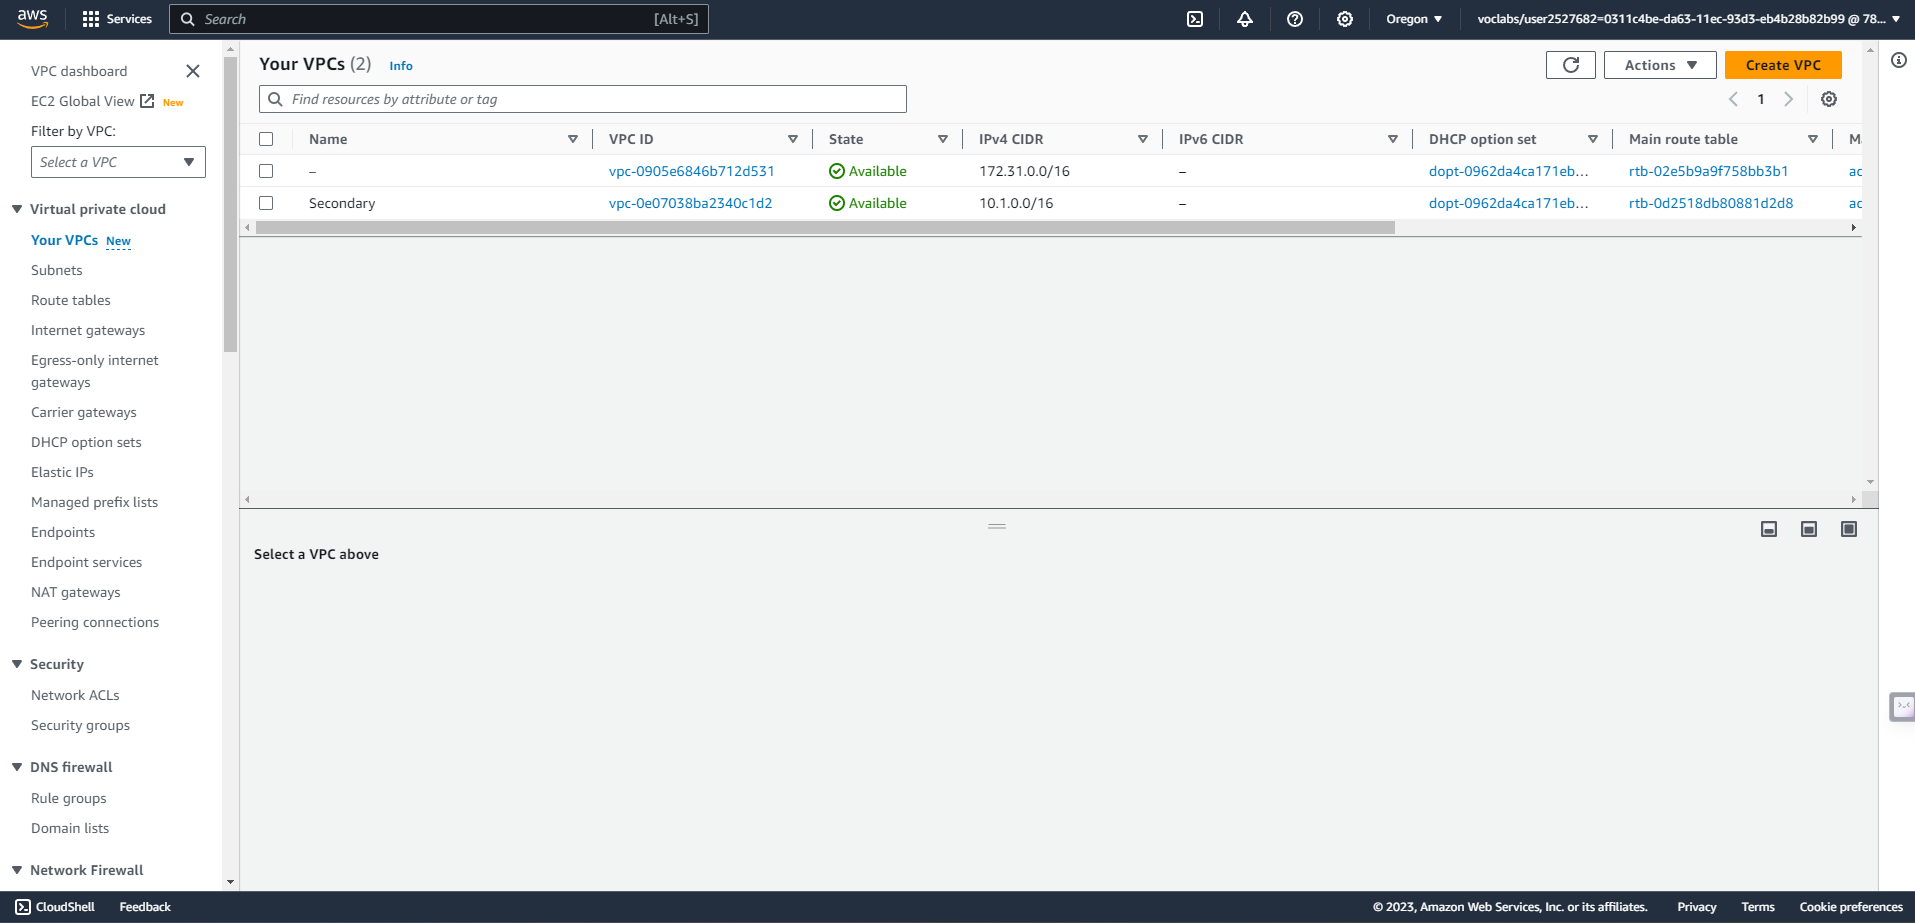 aws Services Search [Alt+S] Oregon voclabs/user2527682=0311c4be-da63-11ec-93d3-eb4b28b82b99 @ 78...
VPC dashboard
EC2 Global View New
Filter by VPC:
Select a VPC
Virtual private cloud
Your VPCs New
Subnets
Route tables
Internet gateways
Egress-only internet
gateways
Carrier gateways
DHCP option sets
Elastic IPs
Managed prefix lists
Endpoints
Endpoint services
NAT gateways
Peering connections
Security
Network ACLs
Security groups
DNS firewall
Rule groups
Domain lists
Network Firewall
Your VPCs (2) Info Actions Create VPC
Find resources by attribute or tag 1
Name VPC ID State IPv4 CIDR IPv6 CIDR DHCP option set Main route table M
– vpc-0905e6846b712d531 Available 172.31.0.0/16 – dopt-0962da4ca171eb... rtb-02e5b9a9f758bb3b1 ac
Secondary vpc-0e07038ba2340c1d2 Available 10.1.0.0/16 – dopt-0962da4ca171eb... rtb-0d2518db80881d2d8 ac
Select a VPC above
CloudShell Feedback © 2023, Amazon Web Services, Inc. or its affiliates. Privacy Terms Cookie preferences